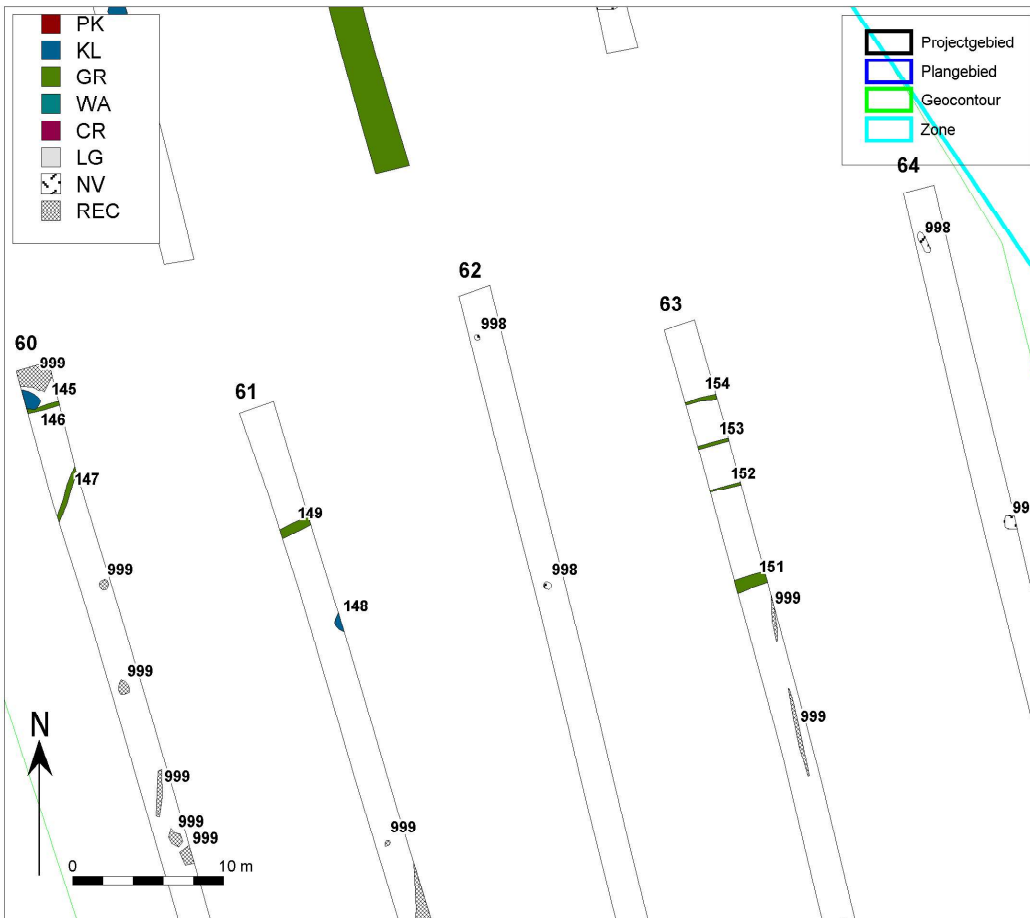 PK
KL
GR
WA
CR
LG
NV
REC
Projectgebied
Plangebied
Geocontour
Zone
64
998
62
998
63
60
999
145
146
61
154
153
152
147
149
998
151
999
999
148
999
999
999
999
999
999
N
0 10 m